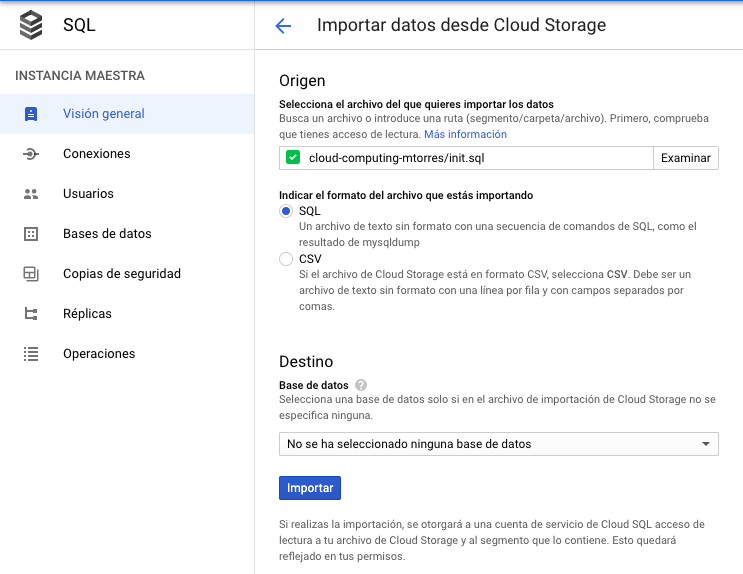 SQL
Importar datos desde Cloud Storage
INSTANCIA MAESTRA
Visión general
Conexiones
Usuarios
Bases de datos
Copias de seguridad
Réplicas
Operaciones
Origen
Selecciona el archivo del que quieres importar los datos
Busca un archivo o introduce una ruta (segmento/carpeta/archivo). Primero, comprueba
que tienes acceso de lectura. Más información
cloud-computing-mtorres/init.sql
Examinar
Indicar el formato del archivo que estás importando
SQL
Un archivo de texto sin formato con una secuencia de comandos de SQL, como el
resultado de mysqldump
CSV
Si el archivo de Cloud Storage está en formato CSV, selecciona CSV. Debe ser un
archivo de texto sin formato con una línea por fila y con campos separados por
comas.
Destino
Base de datos ?
Selecciona una base de datos solo si en el archivo de importación de Cloud Storage no se
especifica ninguna.
No se ha seleccionado ninguna base de datos
Importar
Si realizas la importación, se otorgará a una cuenta de servicio de Cloud SQL acceso de
lectura a tu archivo de Cloud Storage y al segmento que lo contiene. Esto quedará
reflejado en tus permisos.